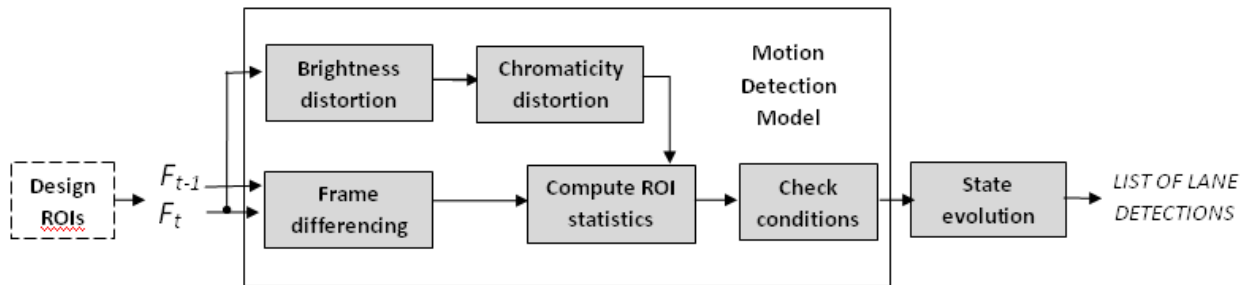 Brightness
distortion
Chromaticity
distortion
Motion
Detection
Model
Design
ROIs
Ft-1
Ft
Frame
differencing
Compute ROI
statistics
Check
conditions
State
evolution
LIST OF LANE
DETECTIONS